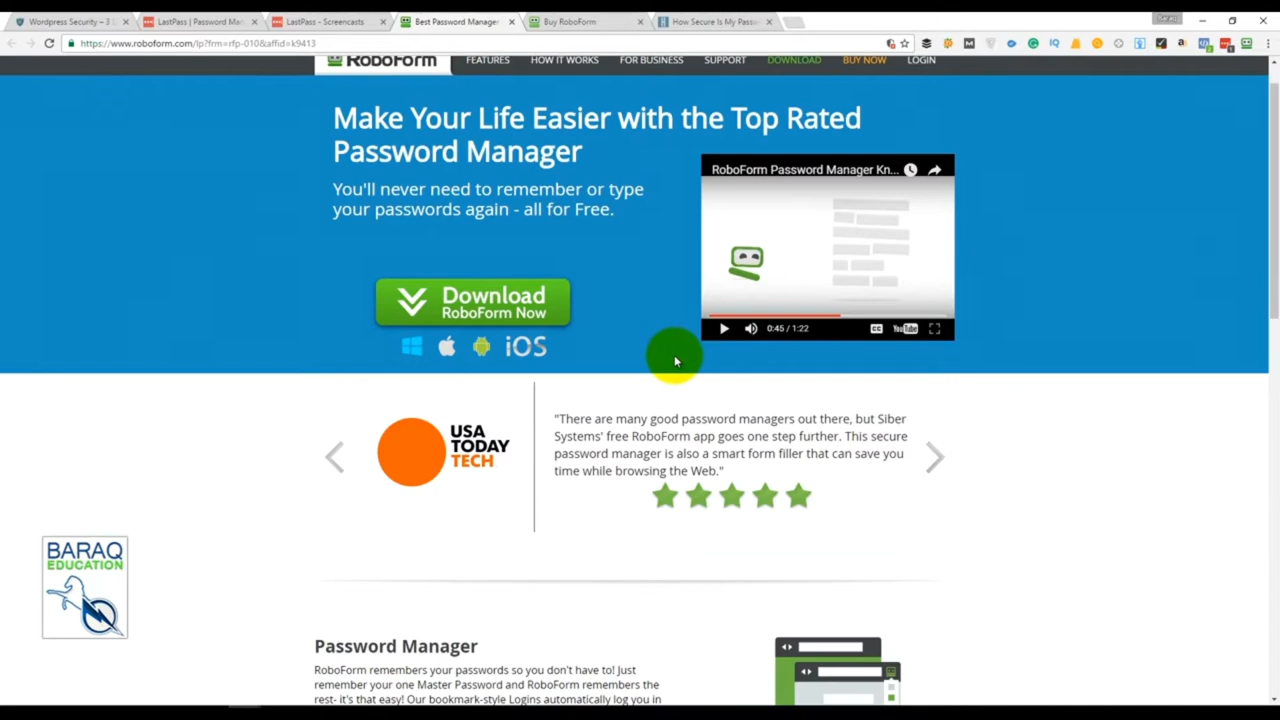 Wordpress Security – 3
LastPass | Password Man
LastPass - Screencasts
Best Password Manager
Buy RoboForm
How Secure Is My Passw
Baraq
https://www.roboform.com/lp?frm=rfp-010&affid=k9413
RoboForm
FEATURES
HOW IT WORKS
FOR BUSINESS
SUPPORT
DOWNLOAD
BUY NOW
LOGIN
Make Your Life Easier with the Top Rated
Password Manager
You'll never need to remember or type
your passwords again - all for Free.
RoboForm Password Manager Kn...
Download
RoboForm Now
iOS
0:45 / 1:22
CC
YouTube
USA
TODAY
TECH
"There are many good password managers out there, but Siber
Systems' free RoboForm app goes one step further. This secure
password manager is also a smart form filler that can save you
time while browsing the Web."
BARAQ
EDUCATION
Password Manager
RoboForm remembers your passwords so you don't have to! Just
remember your one Master Password and RoboForm remembers the
rest- it's that easy! Our bookmark-style Logins automatically log you in